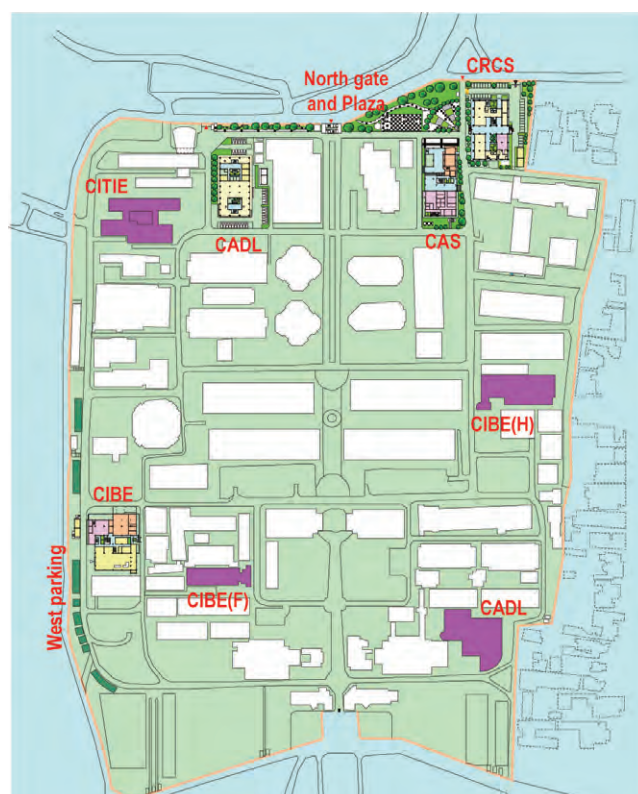 CRCS
North gate
and Plaza
CITIE
CADL
CAS
CIBE(H)
CIBE
West parking
CIBE(F)
CADL